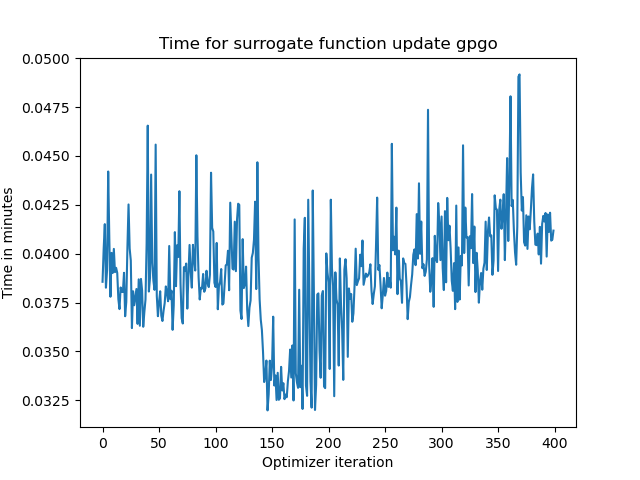 Time for surrogate function update gpgo
0.0500
0.0475
0.0450
0.0425
0.0400
0.0375
0.0350
0.0325
Time in minutes
0 50 100 150 200 250 300 350 400
Optimizer iteration